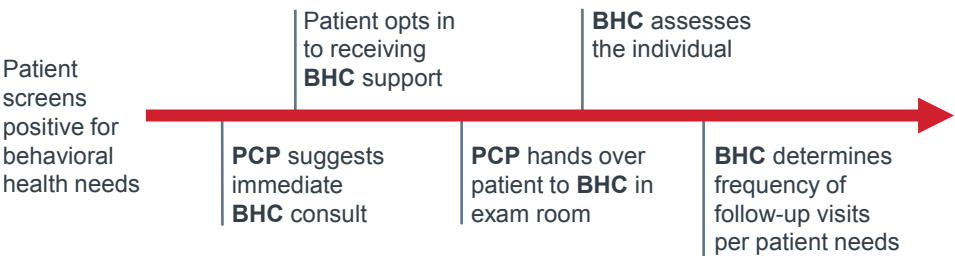 Patient
screens
positive for
behavioral
health needs
PCP suggests
immediate
BHC consult
Patient opts in
to receiving
BHC support
PCP hands over
patient to BHC in
exam room
BHC assesses
the individual
BHC determines
frequency of
follow-up visits
per patient needs